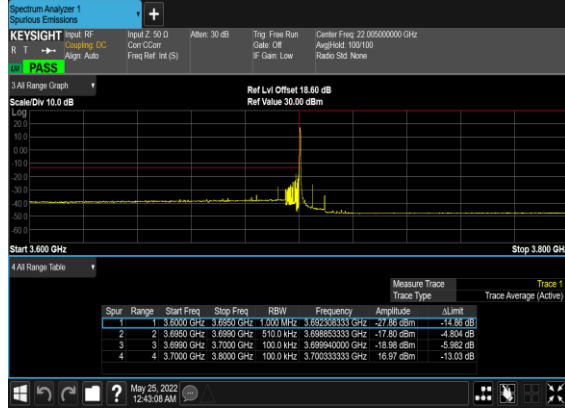 Spectrum Analyzer 1
Spurious Emissions
KEYSIGHT
R T
LXI
PASS
Input: RF
Coupling: DC
Align: Auto
Input Z: 50 Ω
Corr CCorr
Freq Ref: Int (S)
Atten: 30 dB
Trig: Free Run
Gate: Off
IF Gain: Low
Center Freq: 22.005000000 GHz
Avg|Hold: 100/100
Radio Std: None
3 All Range Graph
Scale/Div 10.0 dB
Ref Lvl Offset 18.60 dB
Ref Value 30.00 dBm
Log
20.0
10.0
0.00
-10.0
-20.0
-30.0
-40.0
-50.0
-60.0
Start 3.600 GHz
Stop 3.800 GH
4 All Range Table
Measure Trace Trace 1
Trace Type Trace Average (Active)
Spur Range Start Freq Stop Freq RBW Frequency Amplitude ΔLimit
1 1 3.6000 GHz 3.6950 GHz 1.000 MHz 3.692308333 GHz -27.86 dBm -14.86 dB
2 2 3.6950 GHz 3.6990 GHz 510.0 kHz 3.698853333 GHz -17.80 dBm -4.804 dB
3 3 3.6990 GHz 3.7000 GHz 100.0 kHz 3.699940000 GHz -18.98 dBm -5.982 dB
4 4 3.7000 GHz 3.8000 GHz 100.0 kHz 3.700333333 GHz 16.97 dBm -13.03 dB
May 25, 2022
12:43:08 AM